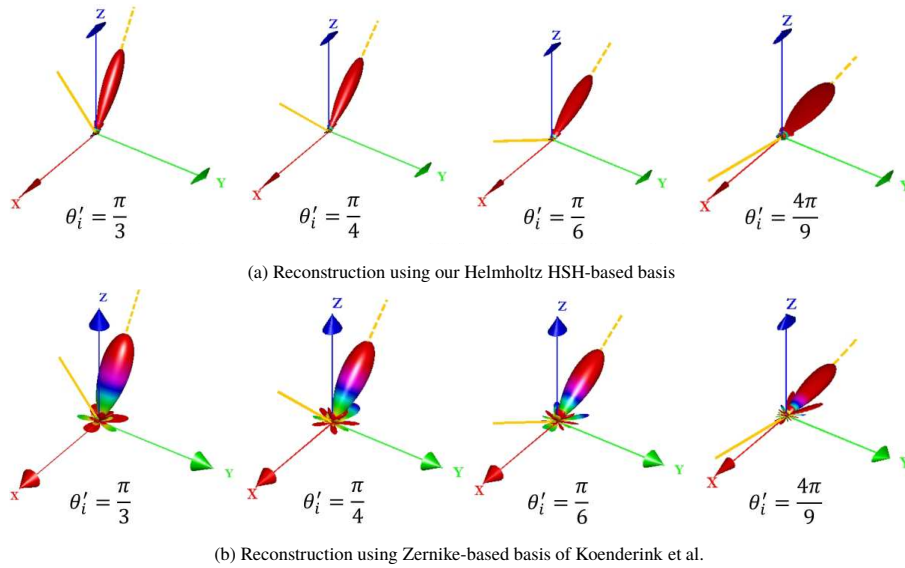 Z Z Z Z
X Y X Y X Y X Y
θ′ᵢ = π/3 θ′ᵢ = π/4 θ′ᵢ = π/6 θ′ᵢ = 4π/9
(a) Reconstruction using our Helmholtz HSH-based basis
Z Z Z Z
X Y X Y X Y X Y
θ′ᵢ = π/3 θ′ᵢ = π/4 θ′ᵢ = π/6 θ′ᵢ = 4π/9
(b) Reconstruction using Zernike-based basis of Koenderink et al.